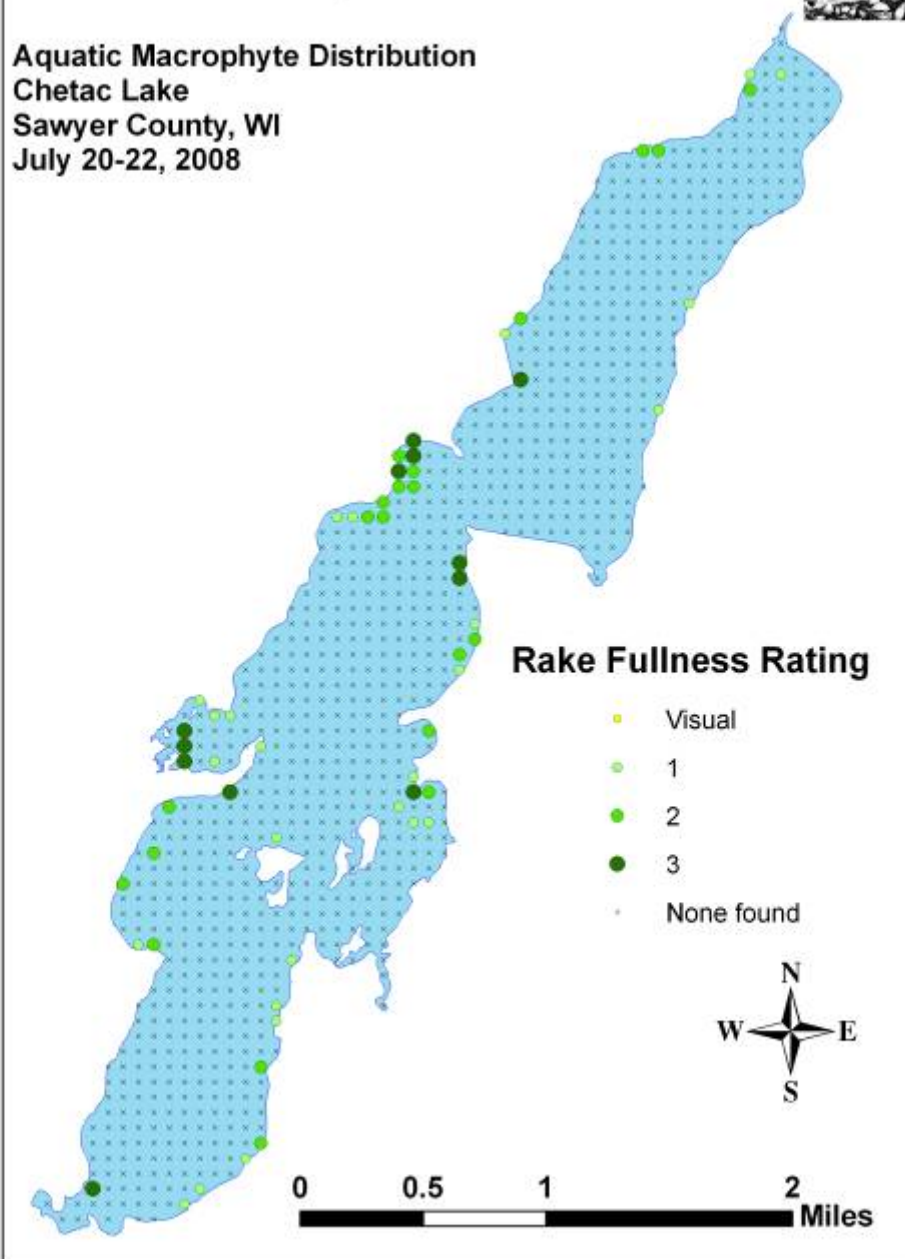 Aquatic Macrophyte Distribution
Chetac Lake
Sawyer County, WI
July 20-22, 2008
Rake Fullness Rating
Visual
1
2
3
None found
N
W E
S
0 0.5 1 2
Miles